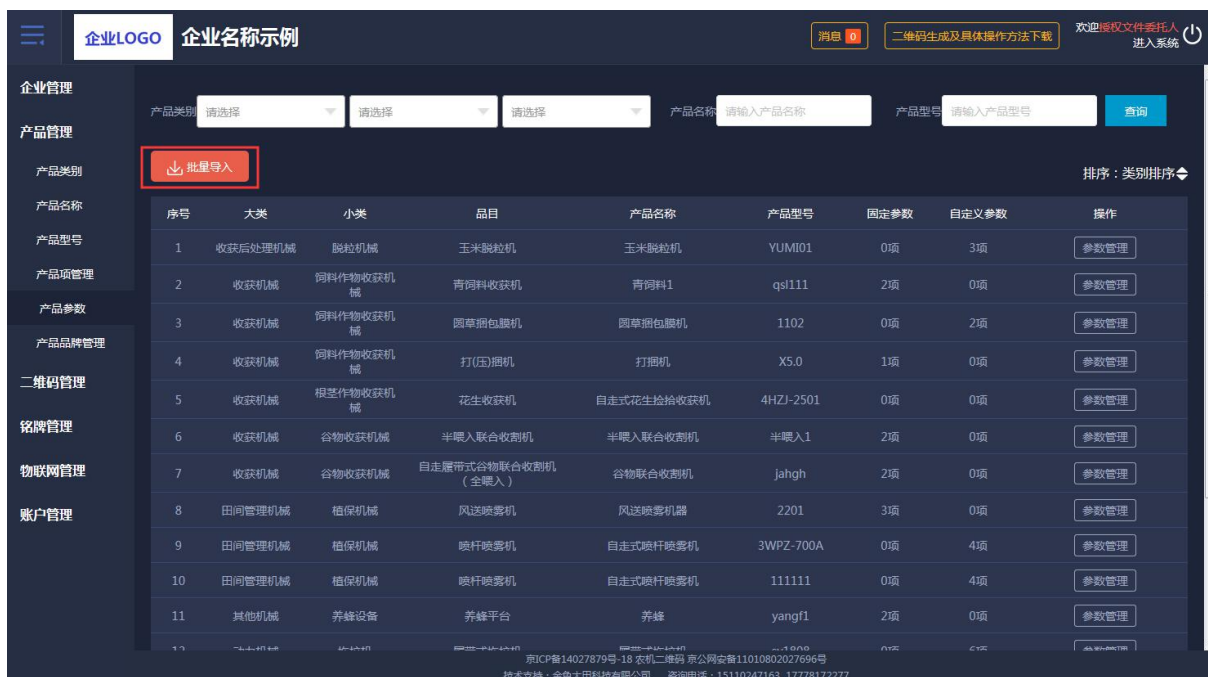 企业LOGO 企业名称示例 消息 0 二维码生成及具体操作方法下载 欢迎授权文件委托人
进入系统
企业管理
产品类别 请选择 请选择 请选择 产品名称 请输入产品名称 产品型号 请输入产品型号 查询
产品管理
产品类别 批量导入 排序：类别排序
产品名称
产品型号
产品项管理
产品参数
产品品牌管理
二维码管理
铭牌管理
物联网管理
账户管理
序号 大类 小类 品目 产品名称 产品型号 固定参数 自定义参数 操作
1 收获后处理机械 脱粒机械 玉米脱粒机 玉米脱粒机 YUMI01 0项 3项 参数管理
2 收获机械 饲料作物收获机械 青饲料收获机 青饲料1 qsl111 2项 0项 参数管理
3 收获机械 饲料作物收获机械 圆草捆包膜机 圆草捆包膜机 1102 0项 2项 参数管理
4 收获机械 饲料作物收获机械 打(压)捆机 打捆机 X5.0 1项 0项 参数管理
5 收获机械 根茎作物收获机械 花生收获机 自走式花生捡拾收获机 4HZJ-2501 0项 0项 参数管理
6 收获机械 谷物收获机械 半喂入联合收割机 半喂入联合收割机 半喂入1 2项 0项 参数管理
7 收获机械 谷物收获机械 自走履带式谷物联合收割机（全喂入） 谷物联合收割机 jahgh 2项 0项 参数管理
8 田间管理机械 植保机械 风送喷雾机 风送喷雾机器 2201 3项 0项 参数管理
9 田间管理机械 植保机械 喷杆喷雾机 自走式喷杆喷雾机 3WPZ-700A 0项 4项 参数管理
10 田间管理机械 植保机械 喷杆喷雾机 自走式喷杆喷雾机 111111 0项 4项 参数管理
11 其他机械 养蜂设备 养蜂平台 养蜂 yangf1 2项 0项 参数管理
京ICP备14027879号-18 农机二维码 京公网安备11010802027696号
技术支持：金色大田科技有限公司 咨询电话：15110247163 17778172277